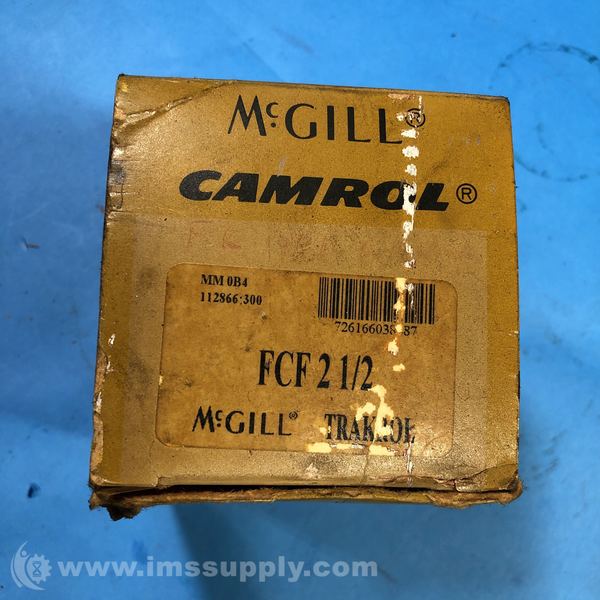 McGILL®
CAMROL®
MM 0B4
112866:300
FCF 2 1/2
McGILL® TRAKROL
www.imssupply.com